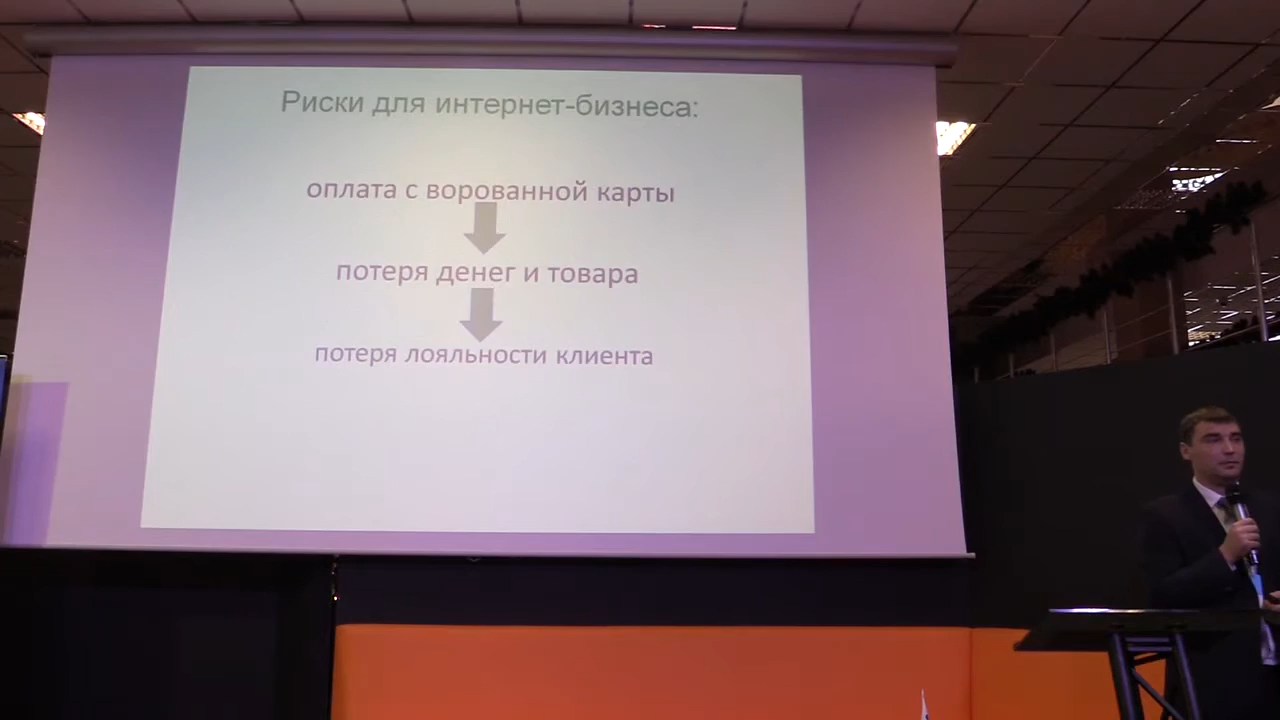 Риски для интернет-бизнеса:
оплата с ворованной карты
потеря денег и товара
потеря лояльности клиента